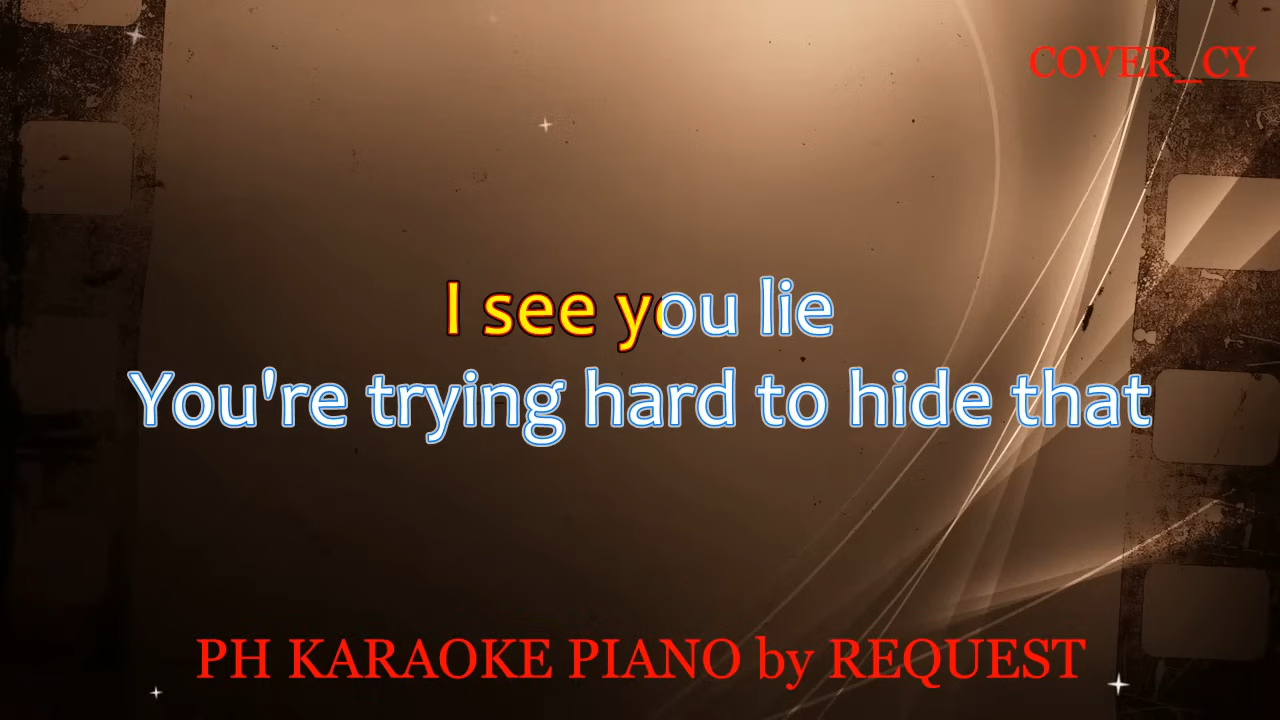 COVER_CY
I see you lie
You're trying hard to hide that
PH KARAOKE PIANO by REQUEST